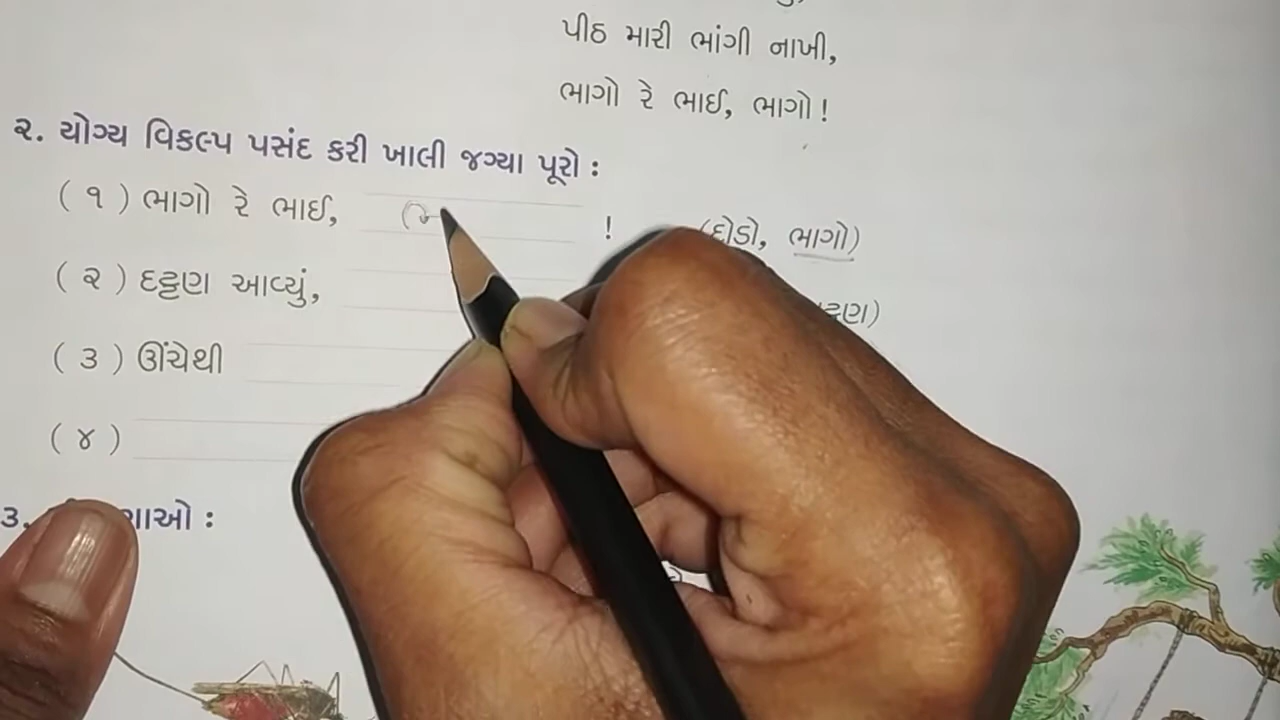 પીઠ મારી ભાંગી નાખી,
ભાગો રે ભાઈ, ભાગો!
૨. યોગ્ય વિકલ્પ પસંદ કરી ખાલી જગ્યા પૂરો :
(૧) ભાગો રે ભાઈ, ! (દોડો, ભાગો)
(૨) દટ્ટણ આવ્યું,
(૩) ઊંચેથી
(૪)
૩.